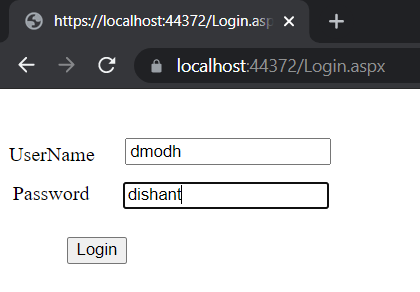 https://localhost:44372/Login.asp
localhost:44372/Login.aspx
UserName dmodh
Password dishant
Login